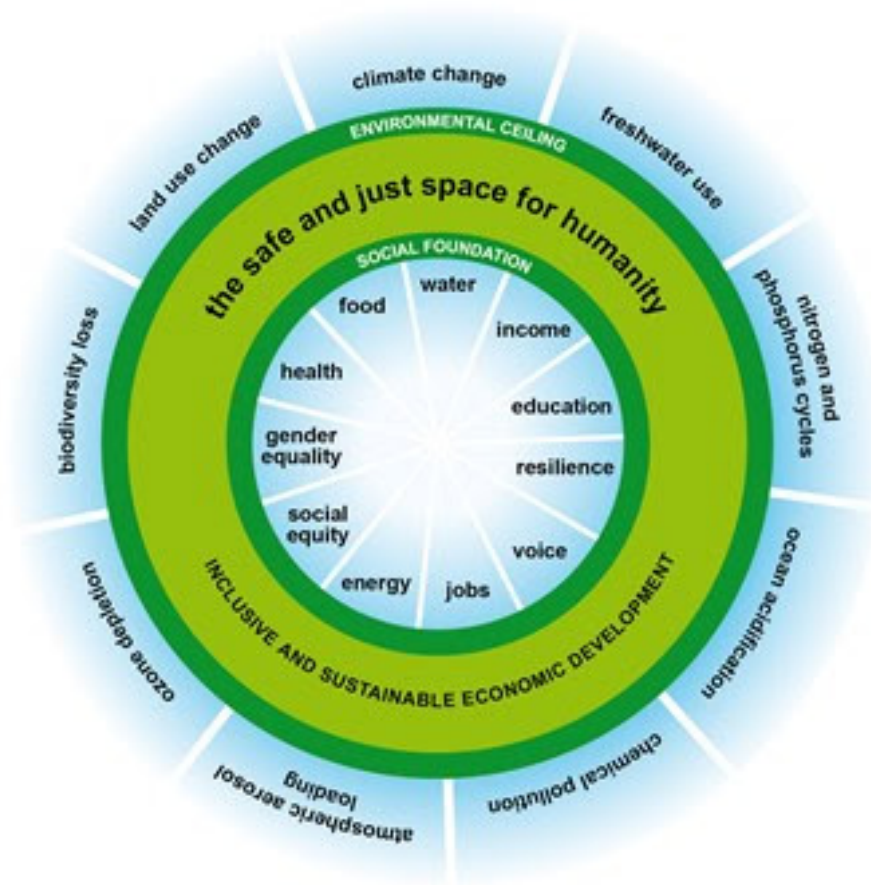 climate change
freshwater use
nitrogen and
phosphorus cycles
ocean acidification
chemical pollution
atmospheric aerosol
loading
ozone depletion
biodiversity loss
land use change
ENVIRONMENTAL CEILING
the safe and just space for humanity
SOCIAL FOUNDATION
water
income
education
resilience
voice
jobs
energy
social
equity
gender
equality
health
food
INCLUSIVE AND SUSTAINABLE ECONOMIC DEVELOPMENT